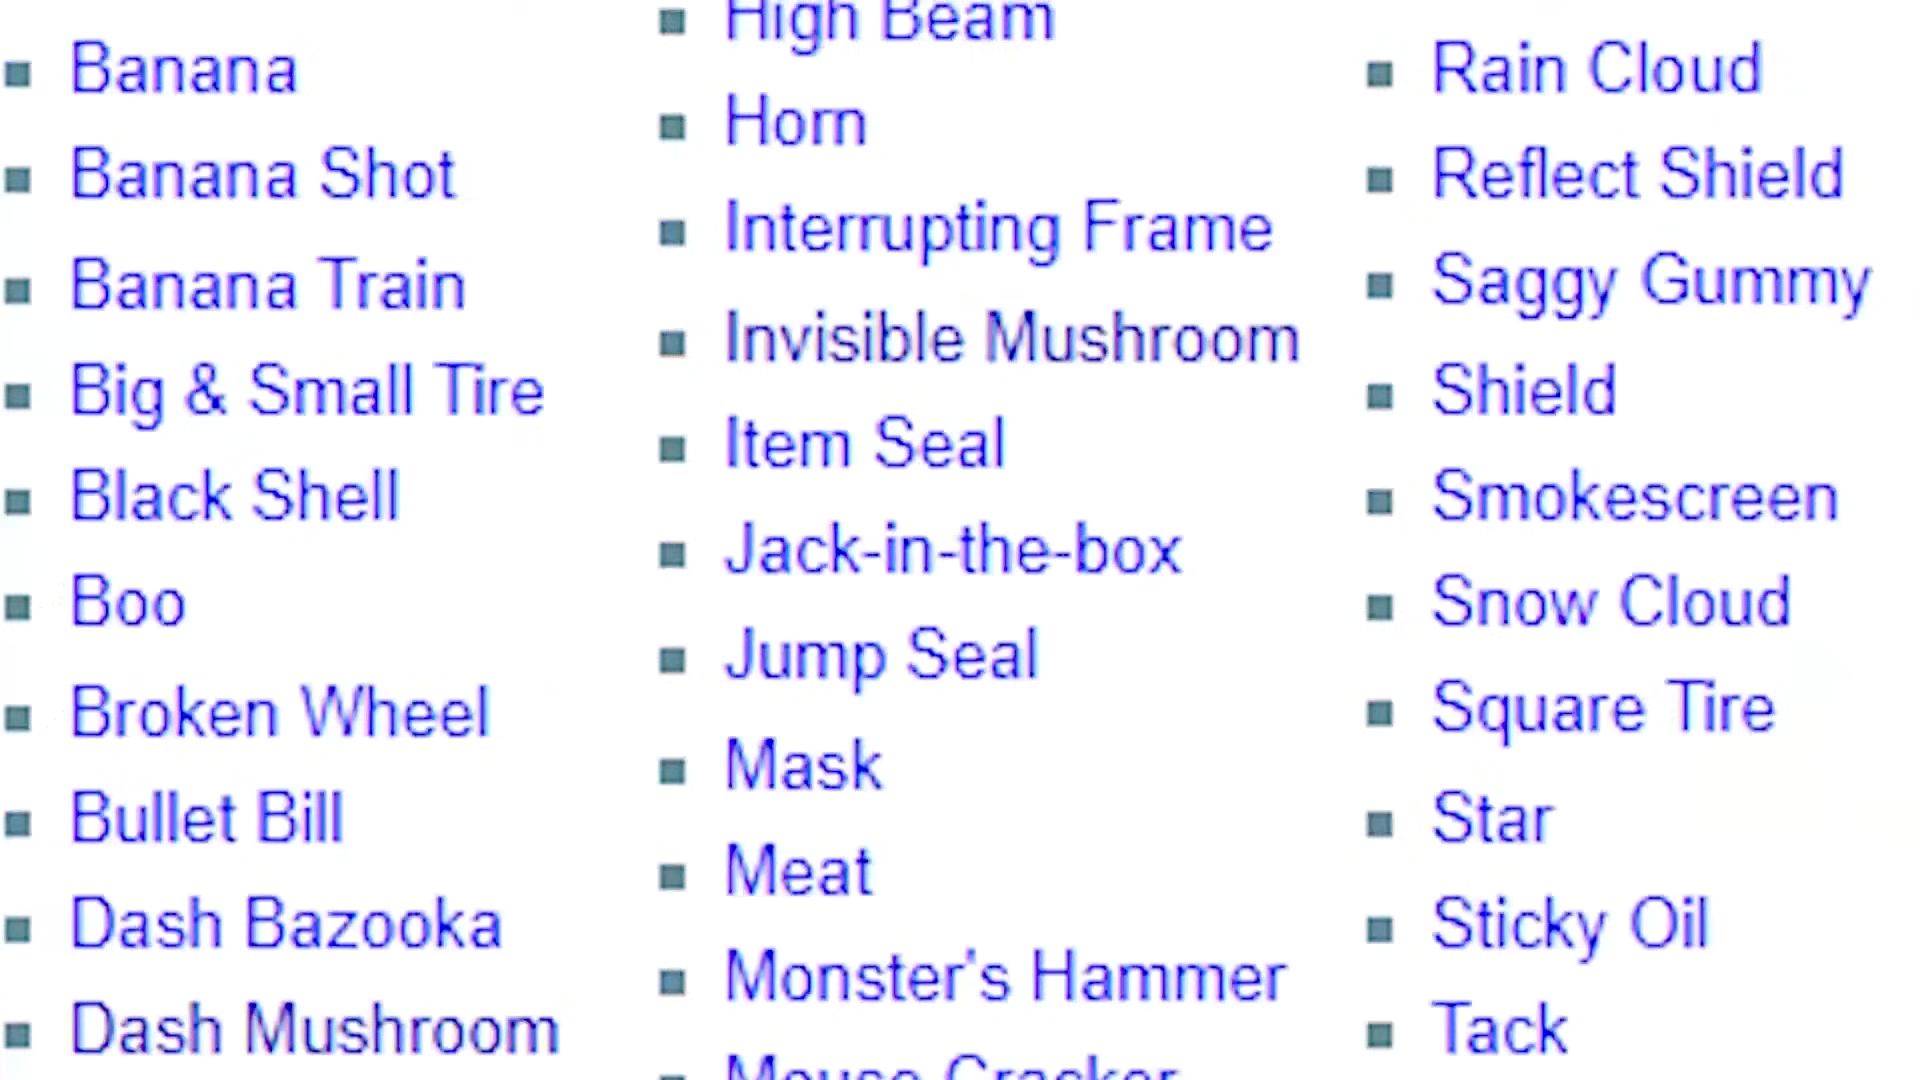 Banana
Banana Shot
Banana Train
Big & Small Tire
Black Shell
Boo
Broken Wheel
Bullet Bill
Dash Bazooka
Dash Mushroom
High Beam
Horn
Interrupting Frame
Invisible Mushroom
Item Seal
Jack-in-the-box
Jump Seal
Mask
Meat
Monster's Hammer
Mouse Cracker
Rain Cloud
Reflect Shield
Saggy Gummy
Shield
Smokescreen
Snow Cloud
Square Tire
Star
Sticky Oil
Tack